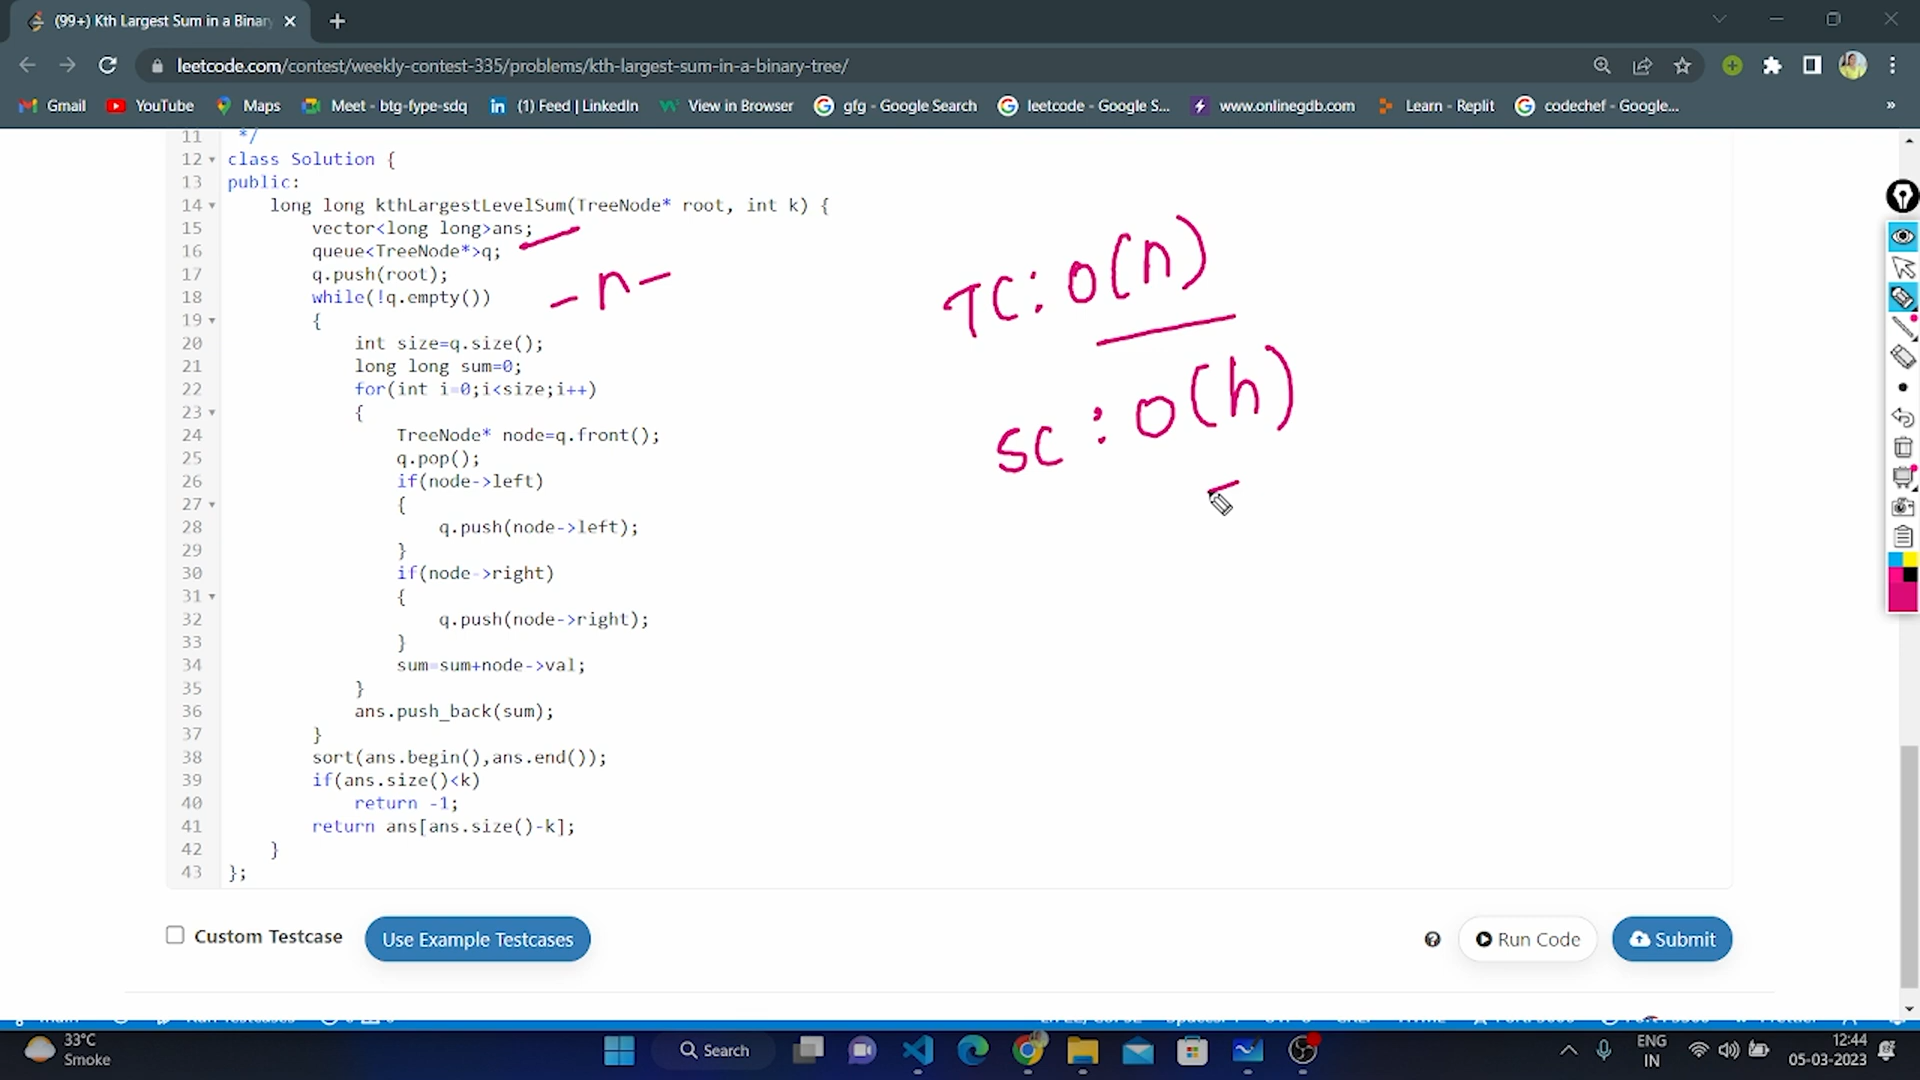 (99+) Kth Largest Sum in a Binary
leetcode.com/contest/weekly-contest-335/problems/kth-largest-sum-in-a-binary-tree/
Gmail YouTube Maps Meet - btg-fype-sdq (1) Feed | LinkedIn View in Browser gfg - Google Search leetcode - Google S... www.onlinegdb.com Learn - Replit codechef - Google... »
11 */
12 class Solution {
13 public:
14 long long kthLargestLevelSum(TreeNode* root, int k) {
15 vector<long long>ans;
16 queue<TreeNode*>q;
17 q.push(root);
18 while(!q.empty())
19 {
20 int size=q.size();
21 long long sum=0;
22 for(int i=0;i<size;i++)
23 {
24 TreeNode* node=q.front();
25 q.pop();
26 if(node->left)
27 {
28 q.push(node->left);
29 }
30 if(node->right)
31 {
32 q.push(node->right);
33 }
34 sum=sum+node->val;
35 }
36 ans.push_back(sum);
37 }
38 sort(ans.begin(),ans.end());
39 if(ans.size()<k)
40 return -1;
41 return ans[ans.size()-k];
42 }
43 };
- n -
TC: O(n)
SC : O(h)
Custom Testcase Use Example Testcases Run Code Submit
33°C
Smoke
Search
ENG
IN
12:44
05-03-2023